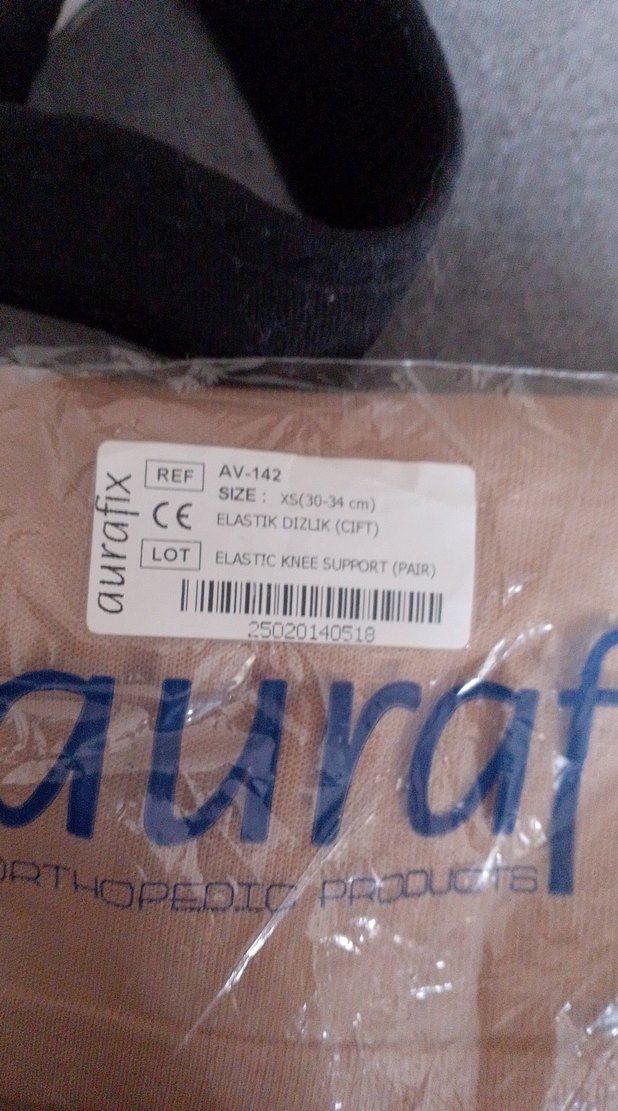 aurafix
REF AV-142
SIZE : XS(30-34 cm)
CE ELASTIK DIZLIK (CIFT)
LOT ELASTIC KNEE SUPPORT (PAIR)
25020140518
auraf
ORTHOPEDIC PRODUCTS